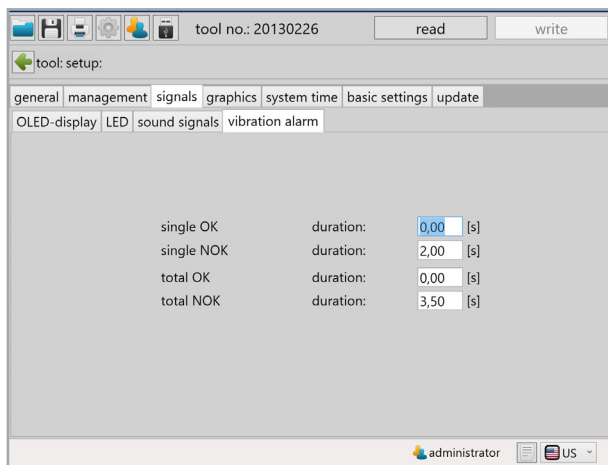 tool no.: 20130226 read write
tool: setup:
general management signals graphics system time basic settings update
OLED-display LED sound signals vibration alarm
single OK duration: 0,00 [s]
single NOK duration: 2,00 [s]
total OK duration: 0,00 [s]
total NOK duration: 3,50 [s]
administrator US